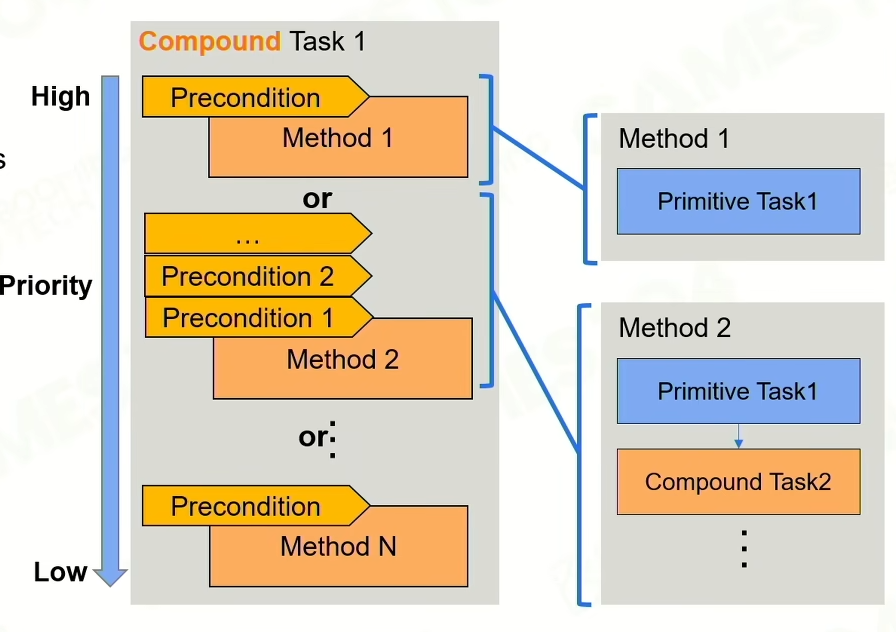 Compound Task 1
High
Precondition
Method 1
or
...
Precondition 2
Priority
Precondition 1
Method 2
or
Precondition
Method N
Low
Method 1
Primitive Task1
Method 2
Primitive Task1
Compound Task2